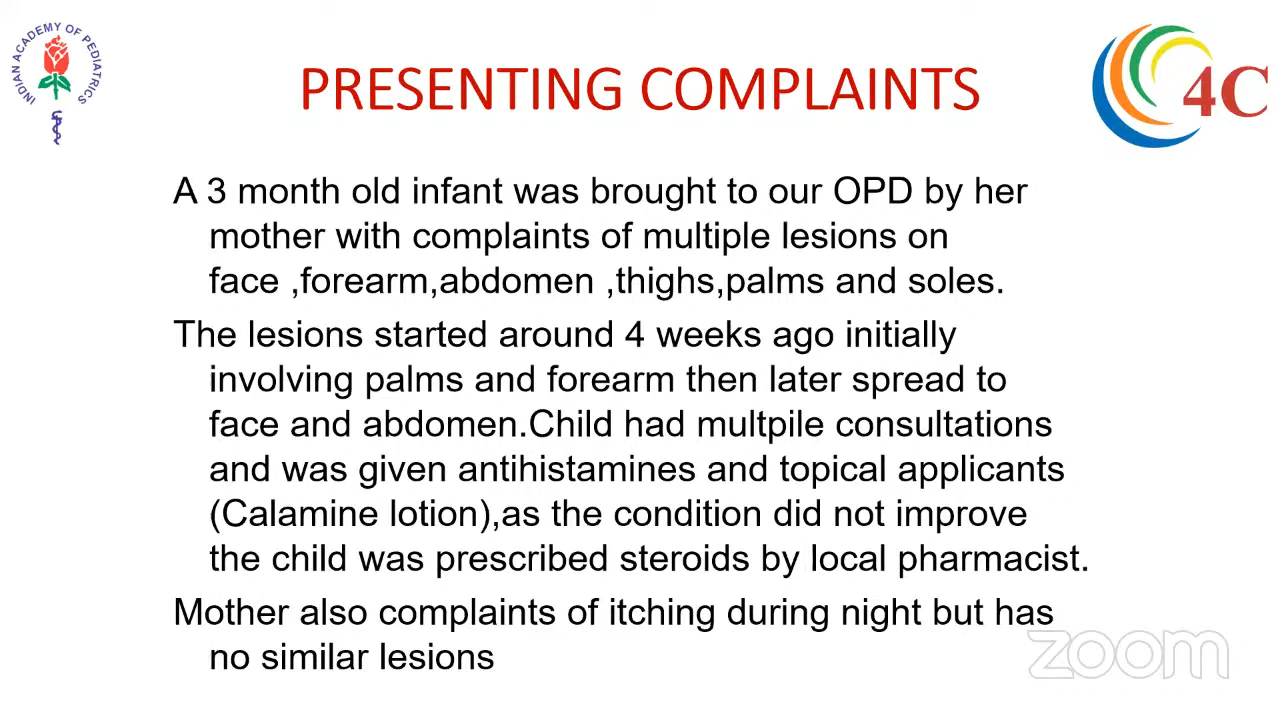 INDIAN ACADEMY OF PEDIATRICS
PRESENTING COMPLAINTS
4C
A 3 month old infant was brought to our OPD by her
mother with complaints of multiple lesions on
face ,forearm,abdomen ,thighs,palms and soles.
The lesions started around 4 weeks ago initially
involving palms and forearm then later spread to
face and abdomen.Child had multpile consultations
and was given antihistamines and topical applicants
(Calamine lotion),as the condition did not improve
the child was prescribed steroids by local pharmacist.
Mother also complaints of itching during night but has
no similar lesions
zoom